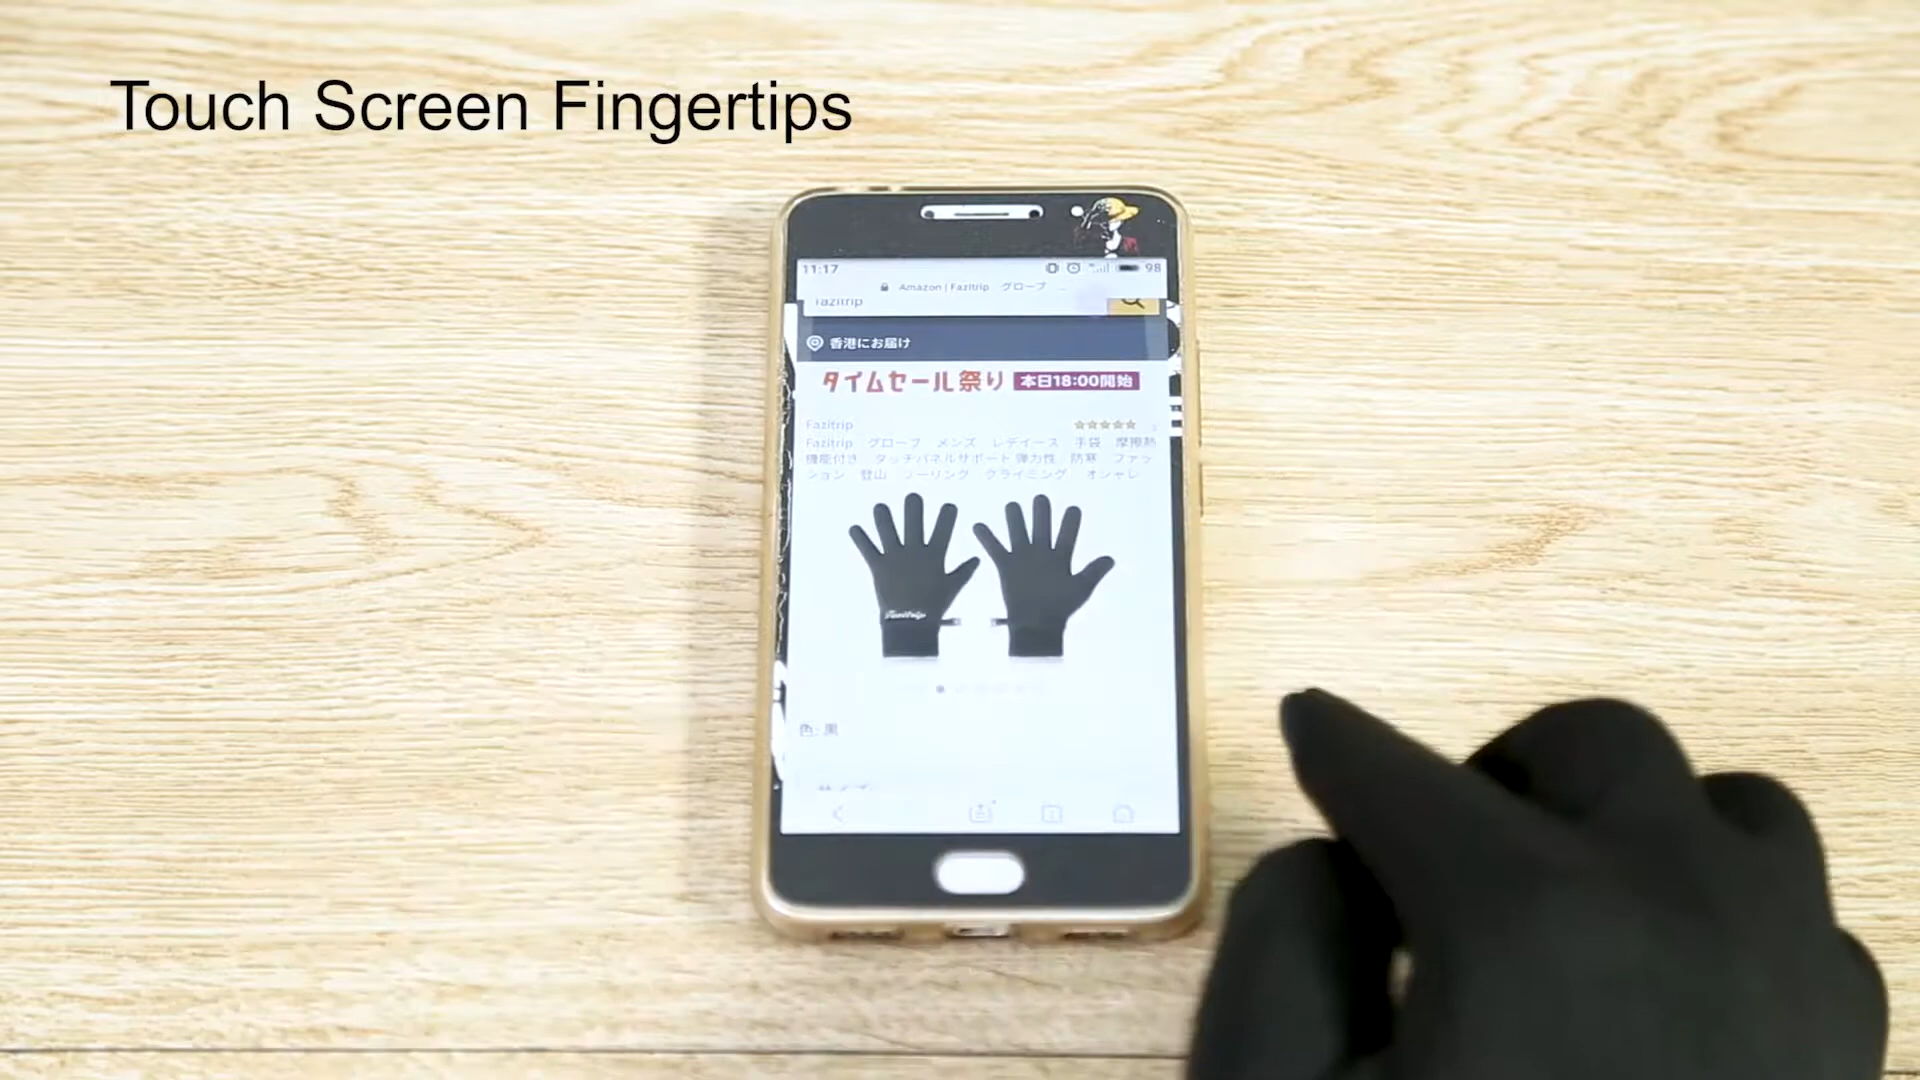 Touch Screen Fingertips
11:17
98
Amazon | Fazitrip グローブ ...
fazitrip
香港にお届け
タイムセール祭り 本日18:00開始
Fazitrip
Fazitrip グローブ メンズ レディース 手袋 摩擦熱
機能付き タッチパネルサポート 弾力性 防寒 ファッ
ション 登山 ツーリング クライミング オシャレ
Fazitrip
色: 黒
サイズ